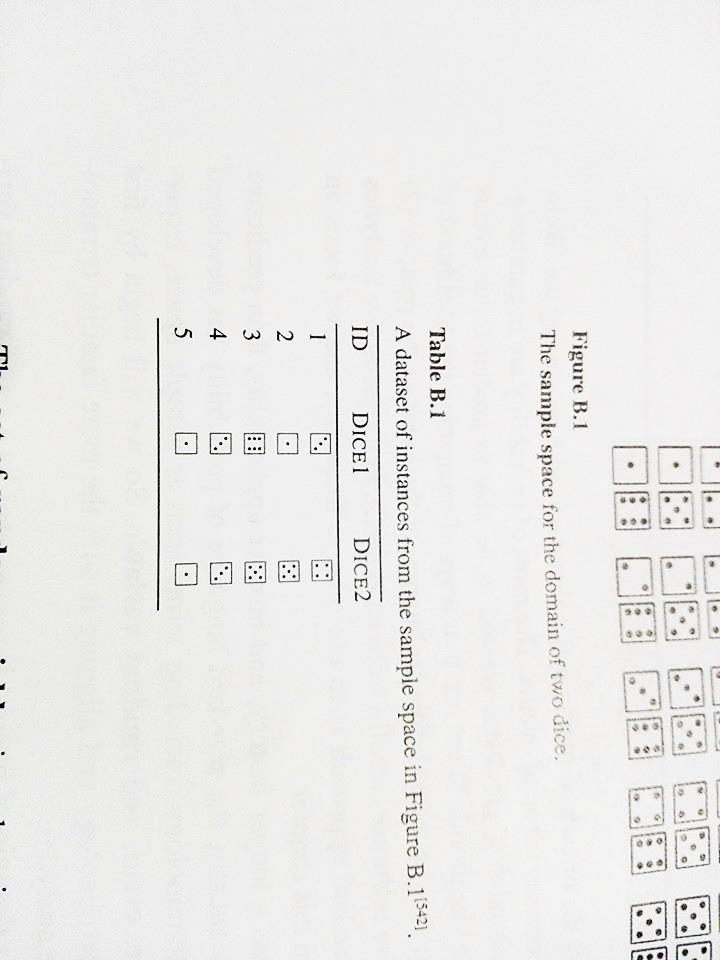 Figure B.1
The sample space for the domain of two dice.
Table B.1
A dataset of instances from the sample space in Figure B.1[542].
ID DICE1 DICE2
1 ⚂ ⚃
2 ⚀ ⚄
3 ⚅ ⚄
4 ⚂ ⚂
5 ⚀ ⚀